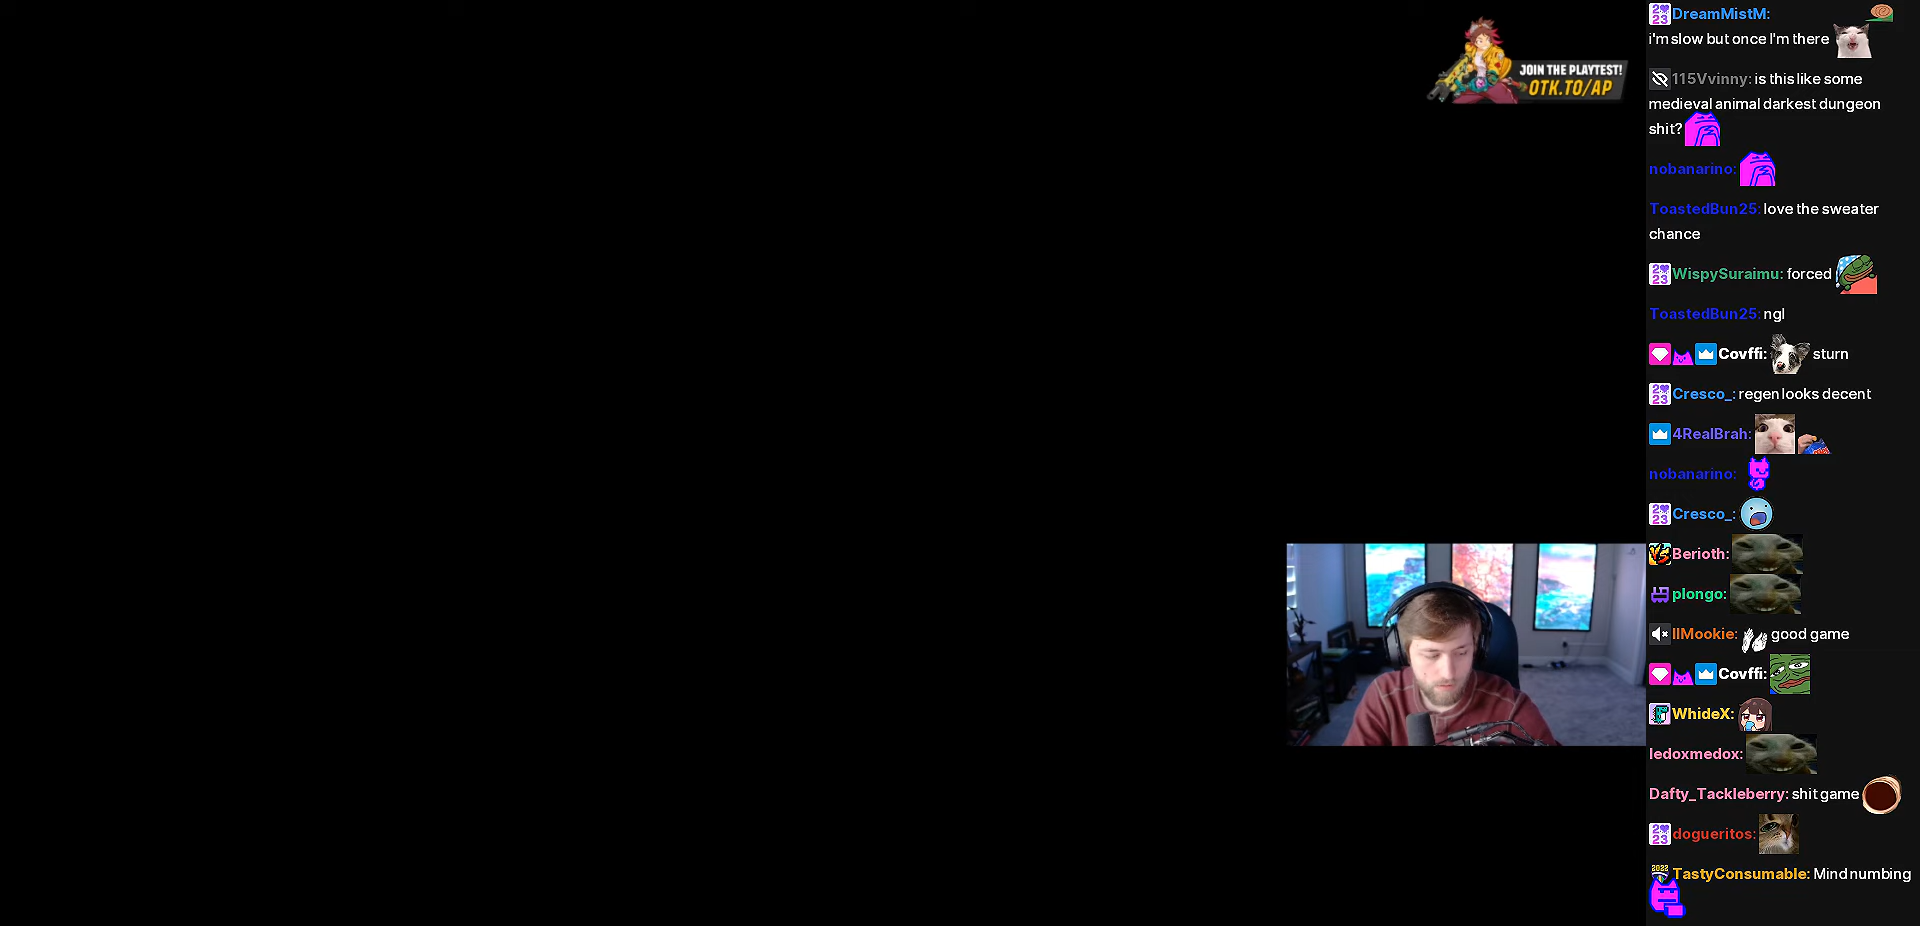 JOIN THE PLAYTEST!
OTK.TO/AP
DreamMistM:
i'm slow but once I'm there
115Vvinny: is this like some
medieval animal darkest dungeon
shit?
nobanarino:
ToastedBun25: love the sweater
chance
WispySuraimu: forced
ToastedBun25: ngl
Covffi: sturn
Cresco_: regen looks decent
4RealBrah:
nobanarino:
Cresco_:
Berioth:
plongo:
IIMookie: good game
Covffi:
WhideX:
ledoxmedox:
Dafty_Tackleberry: shit game
dogueritos:
TastyConsumable: Mind numbing